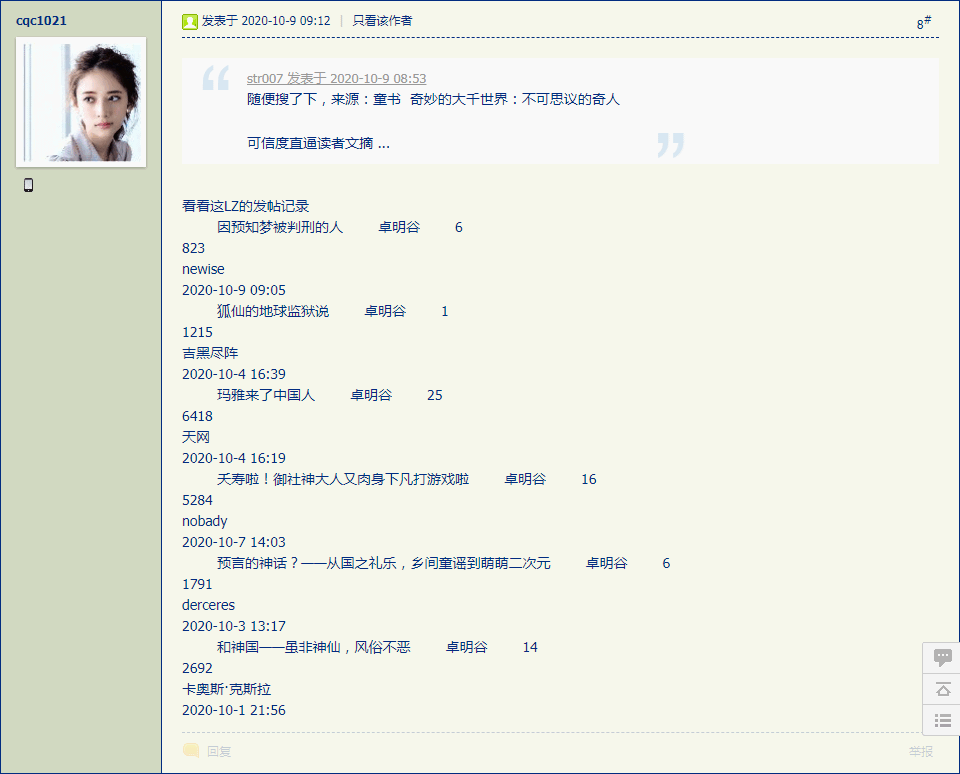 cqc1021
发表于 2020-10-9 09:12 | 只看该作者
8#
str007 发表于 2020-10-9 08:53
随便搜了下，来源：童书 奇妙的大千世界：不可思议的奇人
可信度直逼读者文摘 ...
看看这LZ的发帖记录
因预知梦被判刑的人 卓明谷 6
823
newise
2020-10-9 09:05
狐仙的地球监狱说 卓明谷 1
1215
吉黑尽阵
2020-10-4 16:39
玛雅来了中国人 卓明谷 25
6418
天网
2020-10-4 16:19
夭寿啦！御社神大人又肉身下凡打游戏啦 卓明谷 16
5284
nobady
2020-10-7 14:03
预言的神话？——从国之礼乐，乡间童谣到萌萌二次元 卓明谷 6
1791
derceres
2020-10-3 13:17
和神国——虽非神仙，风俗不恶 卓明谷 14
2692
卡奥斯·克斯拉
2020-10-1 21:56
回复
举报